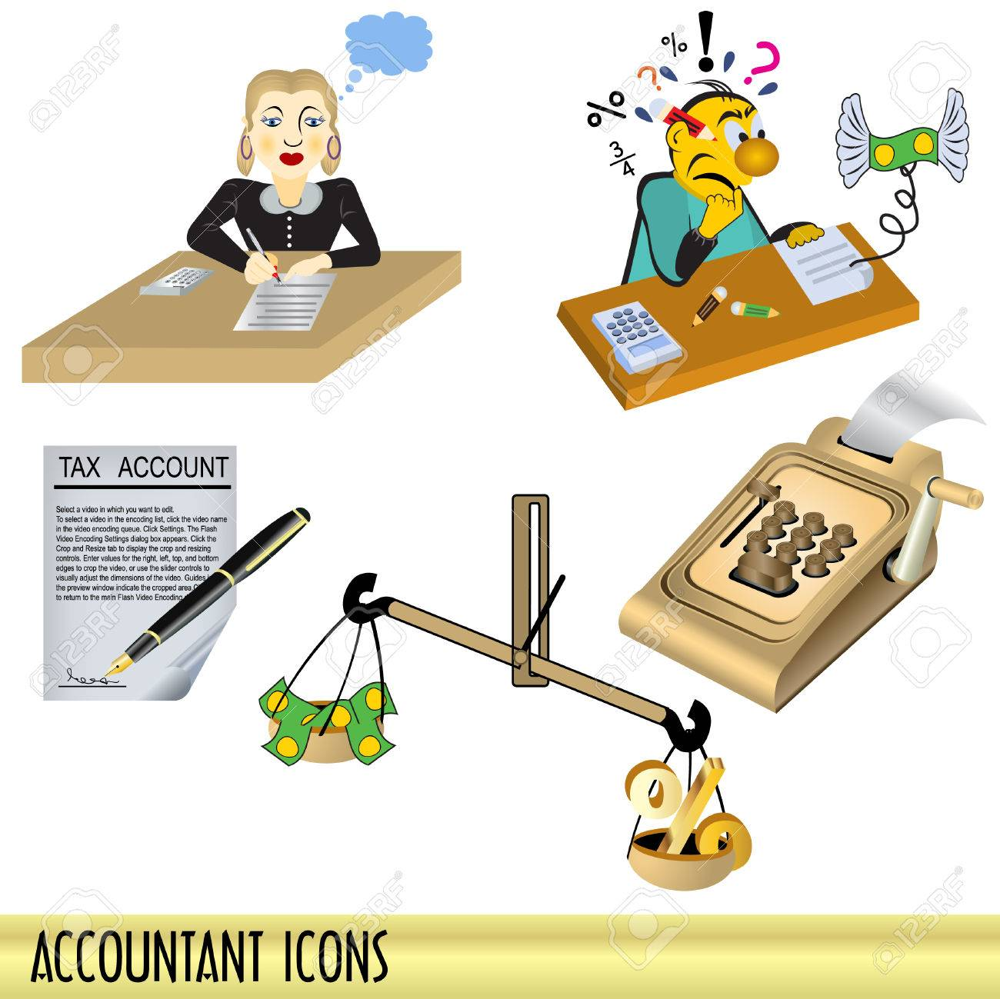 %
!
?
?
%
3/4
TAX ACCOUNT
Select a video in which you want to edit.
To select a video in the encoding list, click the video name
in the video encoding queue. Click Settings. The Flash
Video Encoding Settings dialog box appears. Click the
Crop and Resize tab to display the crop and resizing
controls. Enter values for the right, left, top, and bottom
edges to crop the video, or use the slider controls to
visually adjust the dimensions of the video. Guides
the preview window indicate the cropped area.
to return to the main Flash Video Encoding
%
ACCOUNTANT ICONS
123RF